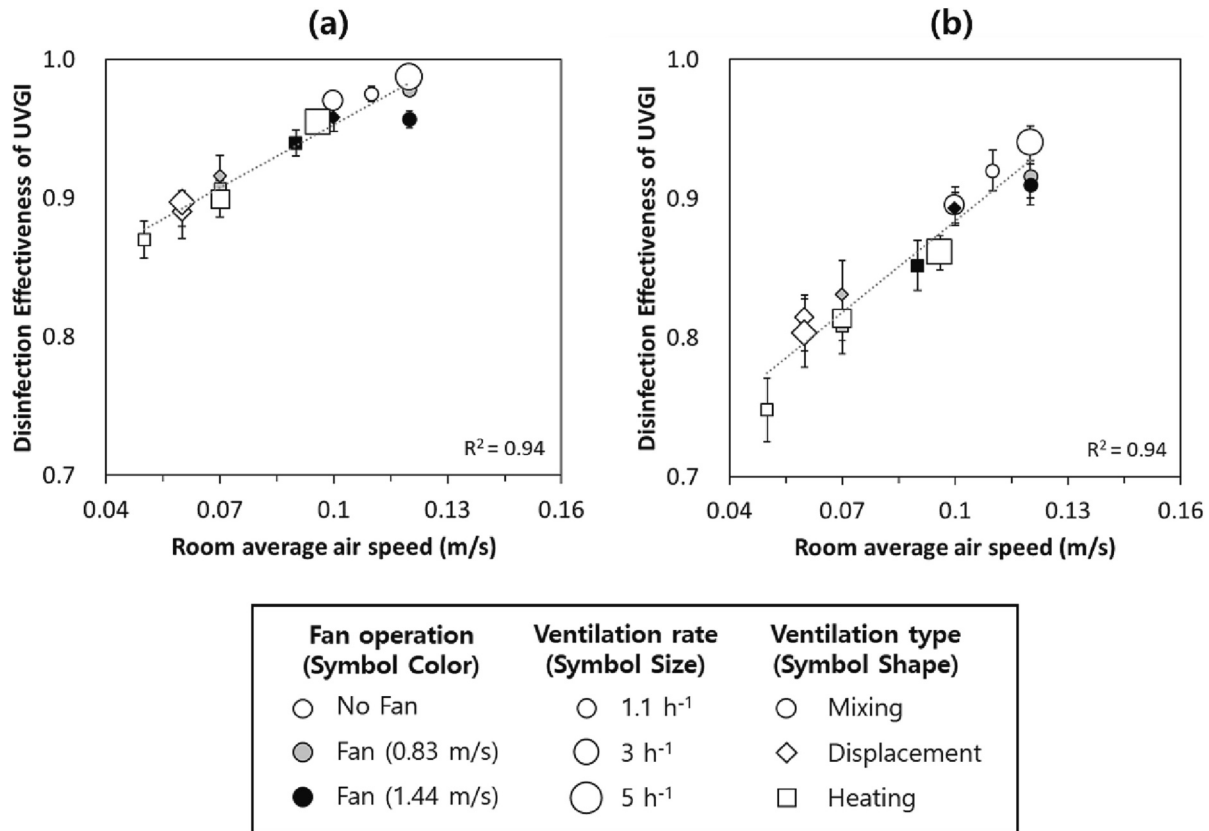 (a)
(b)
Disinfection Effectiveness of UVGI
1.0
0.9
0.8
0.7
R² = 0.94
0.04 0.07 0.1 0.13 0.16
Room average air speed (m/s)
Disinfection Effectiveness of UVGI
1.0
0.9
0.8
0.7
R² = 0.94
0.04 0.07 0.1 0.13 0.16
Room average air speed (m/s)
Fan operation
(Symbol Color)
No Fan
Fan (0.83 m/s)
Fan (1.44 m/s)
Ventilation rate
(Symbol Size)
1.1 h⁻¹
3 h⁻¹
5 h⁻¹
Ventilation type
(Symbol Shape)
Mixing
Displacement
Heating